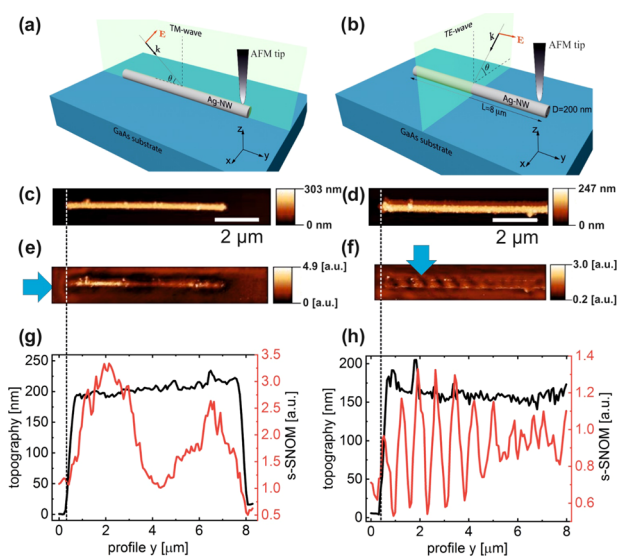 (a)
TM-wave
E
k
θ
AFM tip
Ag-NW
GaAs substrate
z
y
x
(b)
TE-wave
k
E
θ
AFM tip
Ag-NW
L=8 μm
D=200 nm
GaAs substrate
z
y
x
(c)
2 μm
303 nm
0 nm
(d)
2 μm
247 nm
0 nm
(e)
4.9 [a.u.]
0 [a.u.]
(f)
3.0 [a.u.]
0.2 [a.u.]
(g)
topography [nm]
250
200
150
100
50
0
0 2 4 6 8
profile y [μm]
3.5
3.0
2.5
2.0
1.5
1.0
0.5
s-SNOM [a.u.]
(h)
topography [nm]
200
150
100
50
0
0 1 2 3 4 5 6 7 8
profile y [μm]
1.4
1.2
1.0
0.8
0.6
s-SNOM [a.u.]